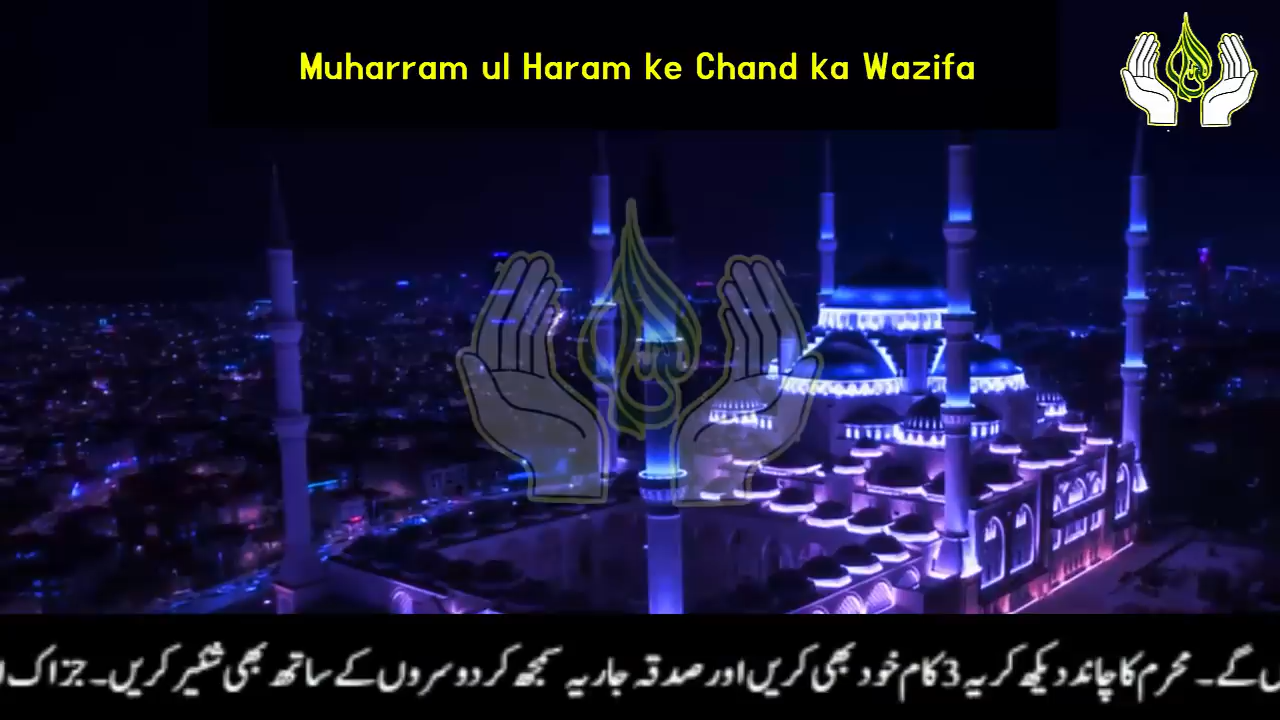 Muharram ul Haram ke Chand ka Wazifa
گے۔ محرم کا چاند دیکھ کر یہ 3 کام خود بھی کریں اور صدقہ جاریہ سمجھ کر دوسروں کے ساتھ بھی شئیر کریں۔ جزاک